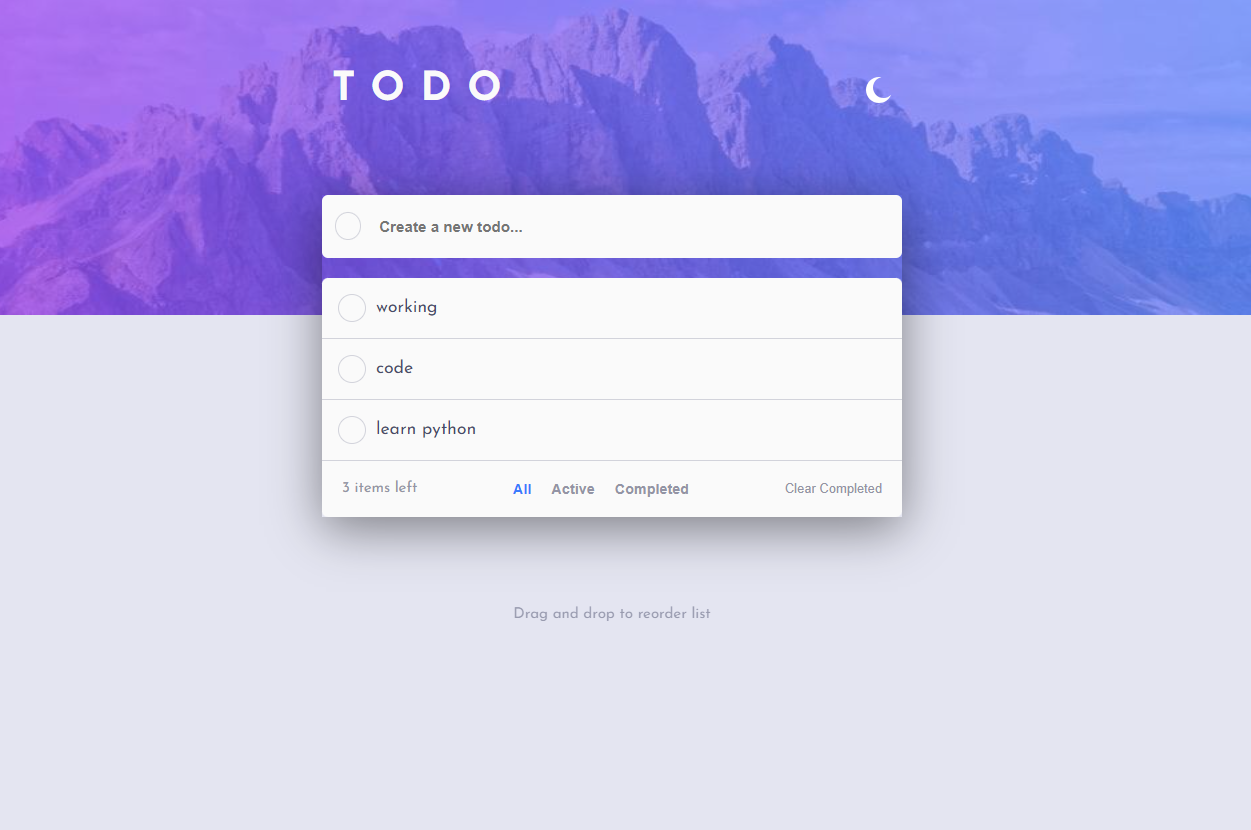 TODO
Create a new todo...
working
code
learn python
3 items left All Active Completed Clear Completed
Drag and drop to reorder list